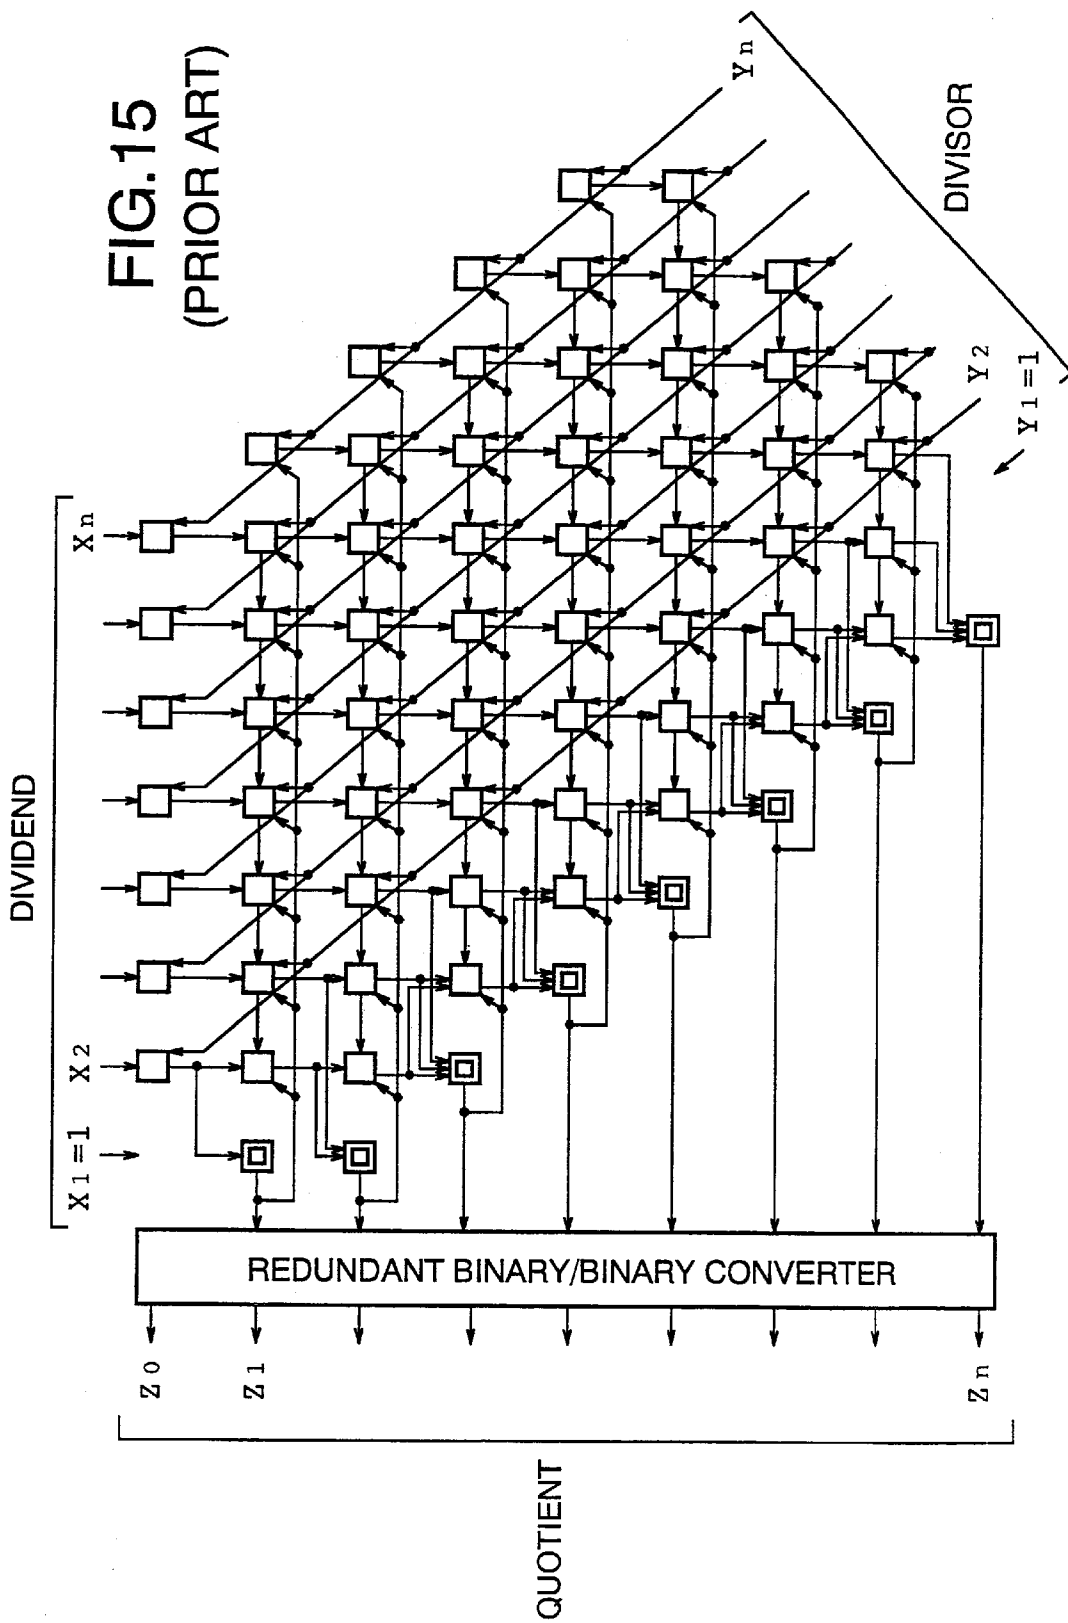 FIG.15
(PRIOR ART)
DIVIDEND
X1=1
X2
Xn
Yn
DIVISOR
Y2
Y1=1
REDUNDANT BINARY/BINARY CONVERTER
Z0
Z1
Zn
QUOTIENT